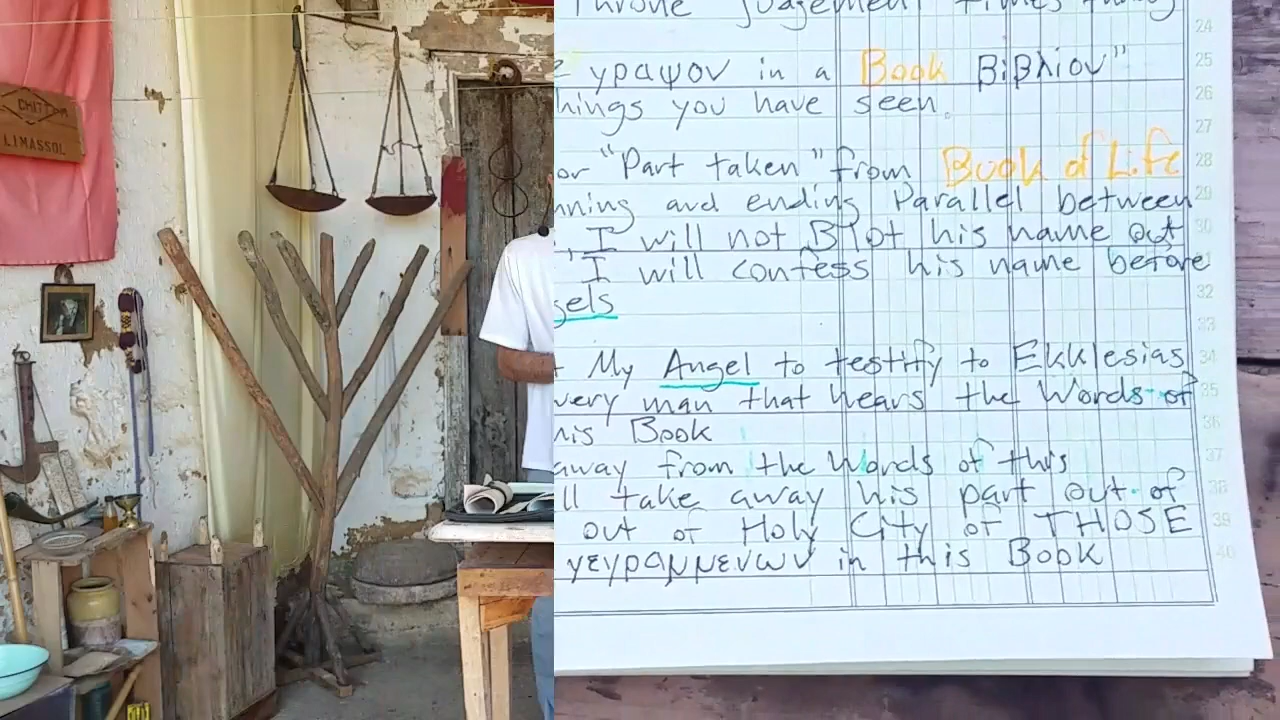 CHITTIM
LIMASSOL
Throne judgement times
24
γραψον in a Book βιβλιον"
25
things you have seen.
26
27
or "Part taken" from Book of Life
28
nning and ending Parallel between
29
, I will not Blot his name out
30
I will confess his name before
31
gels
32
33
My Angel to testify to Ekklesias
34
very man that hears the Words of
35
his Book
36
away from the Words of this
37
ll take away his part out of
38
out of Holy City of THOSE
39
γεγραμμενων in this Book
40